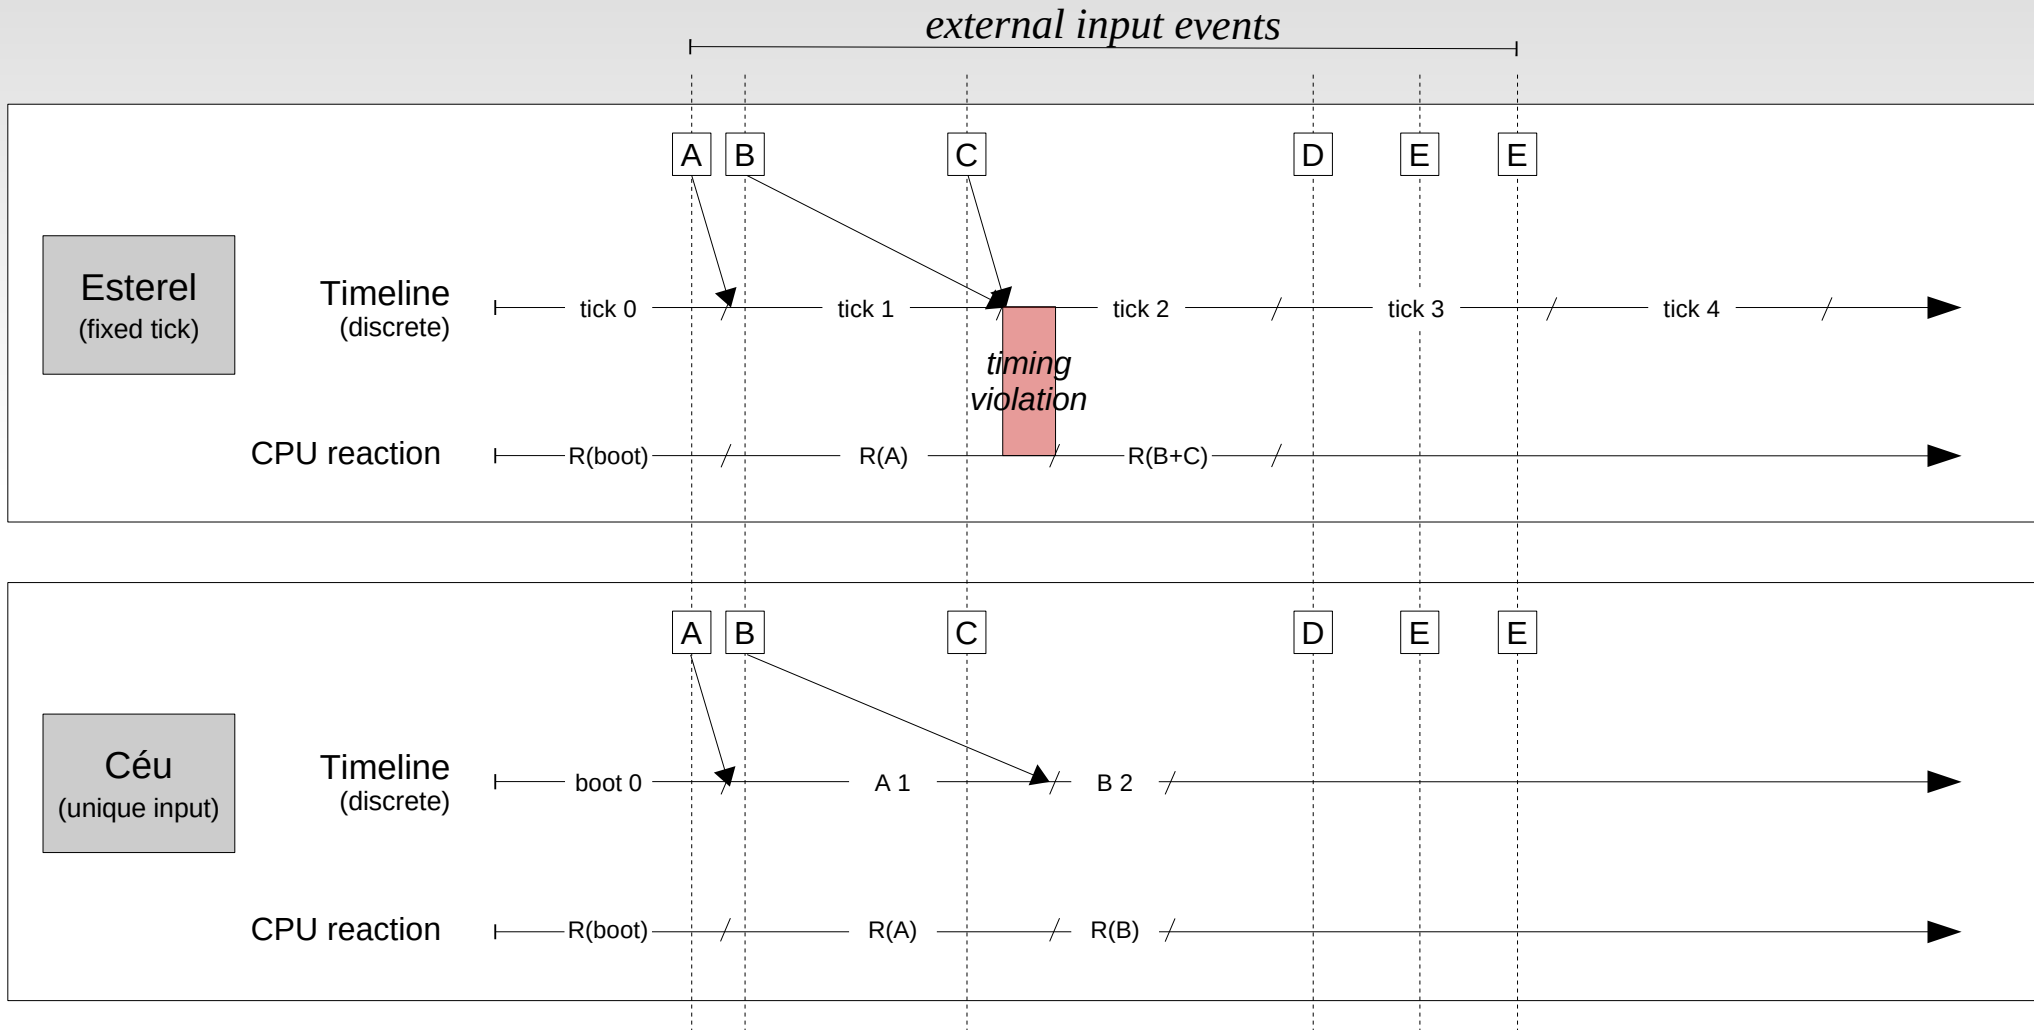 external input events
A B C D E E
Esterel
(fixed tick)
Timeline
(discrete)
tick 0 tick 1 tick 2 tick 3 tick 4
timing
violation
CPU reaction
R(boot) R(A) R(B+C)
A B C D E E
Céu
(unique input)
Timeline
(discrete)
boot 0 A 1 B 2
CPU reaction
R(boot) R(A) R(B)